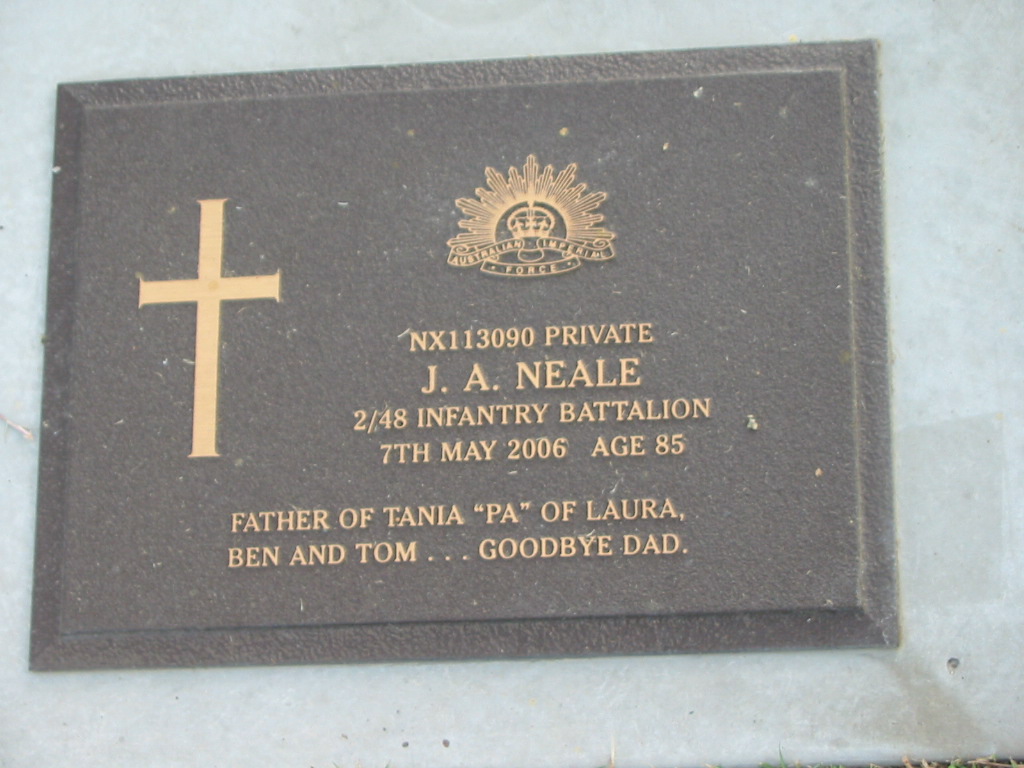 AUSTRALIAN IMPERIAL
FORCE
NX113090 PRIVATE
J. A. NEALE
2/48 INFANTRY BATTALION
7TH MAY 2006 AGE 85
FATHER OF TANIA "PA" OF LAURA,
BEN AND TOM . . . GOODBYE DAD.